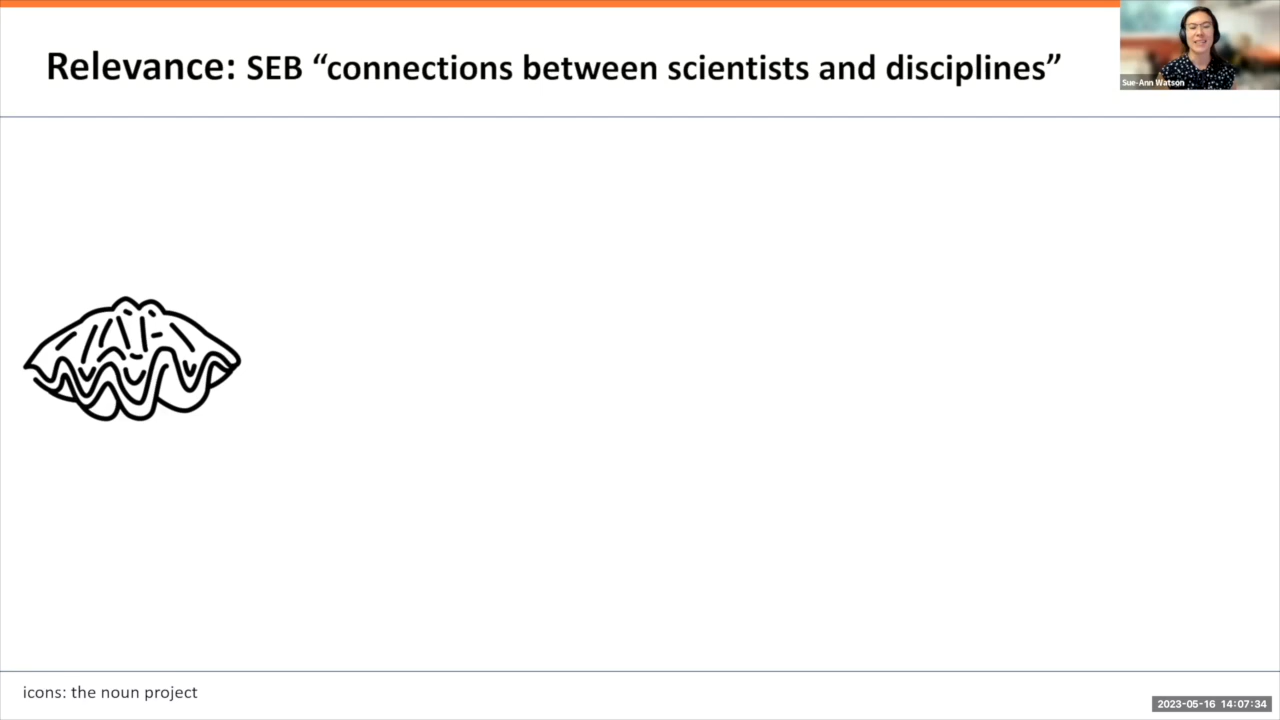 Relevance: SEB “connections between scientists and disciplines”
Sue-Ann Watson
icons: the noun project
2023-05-16 14:07:34